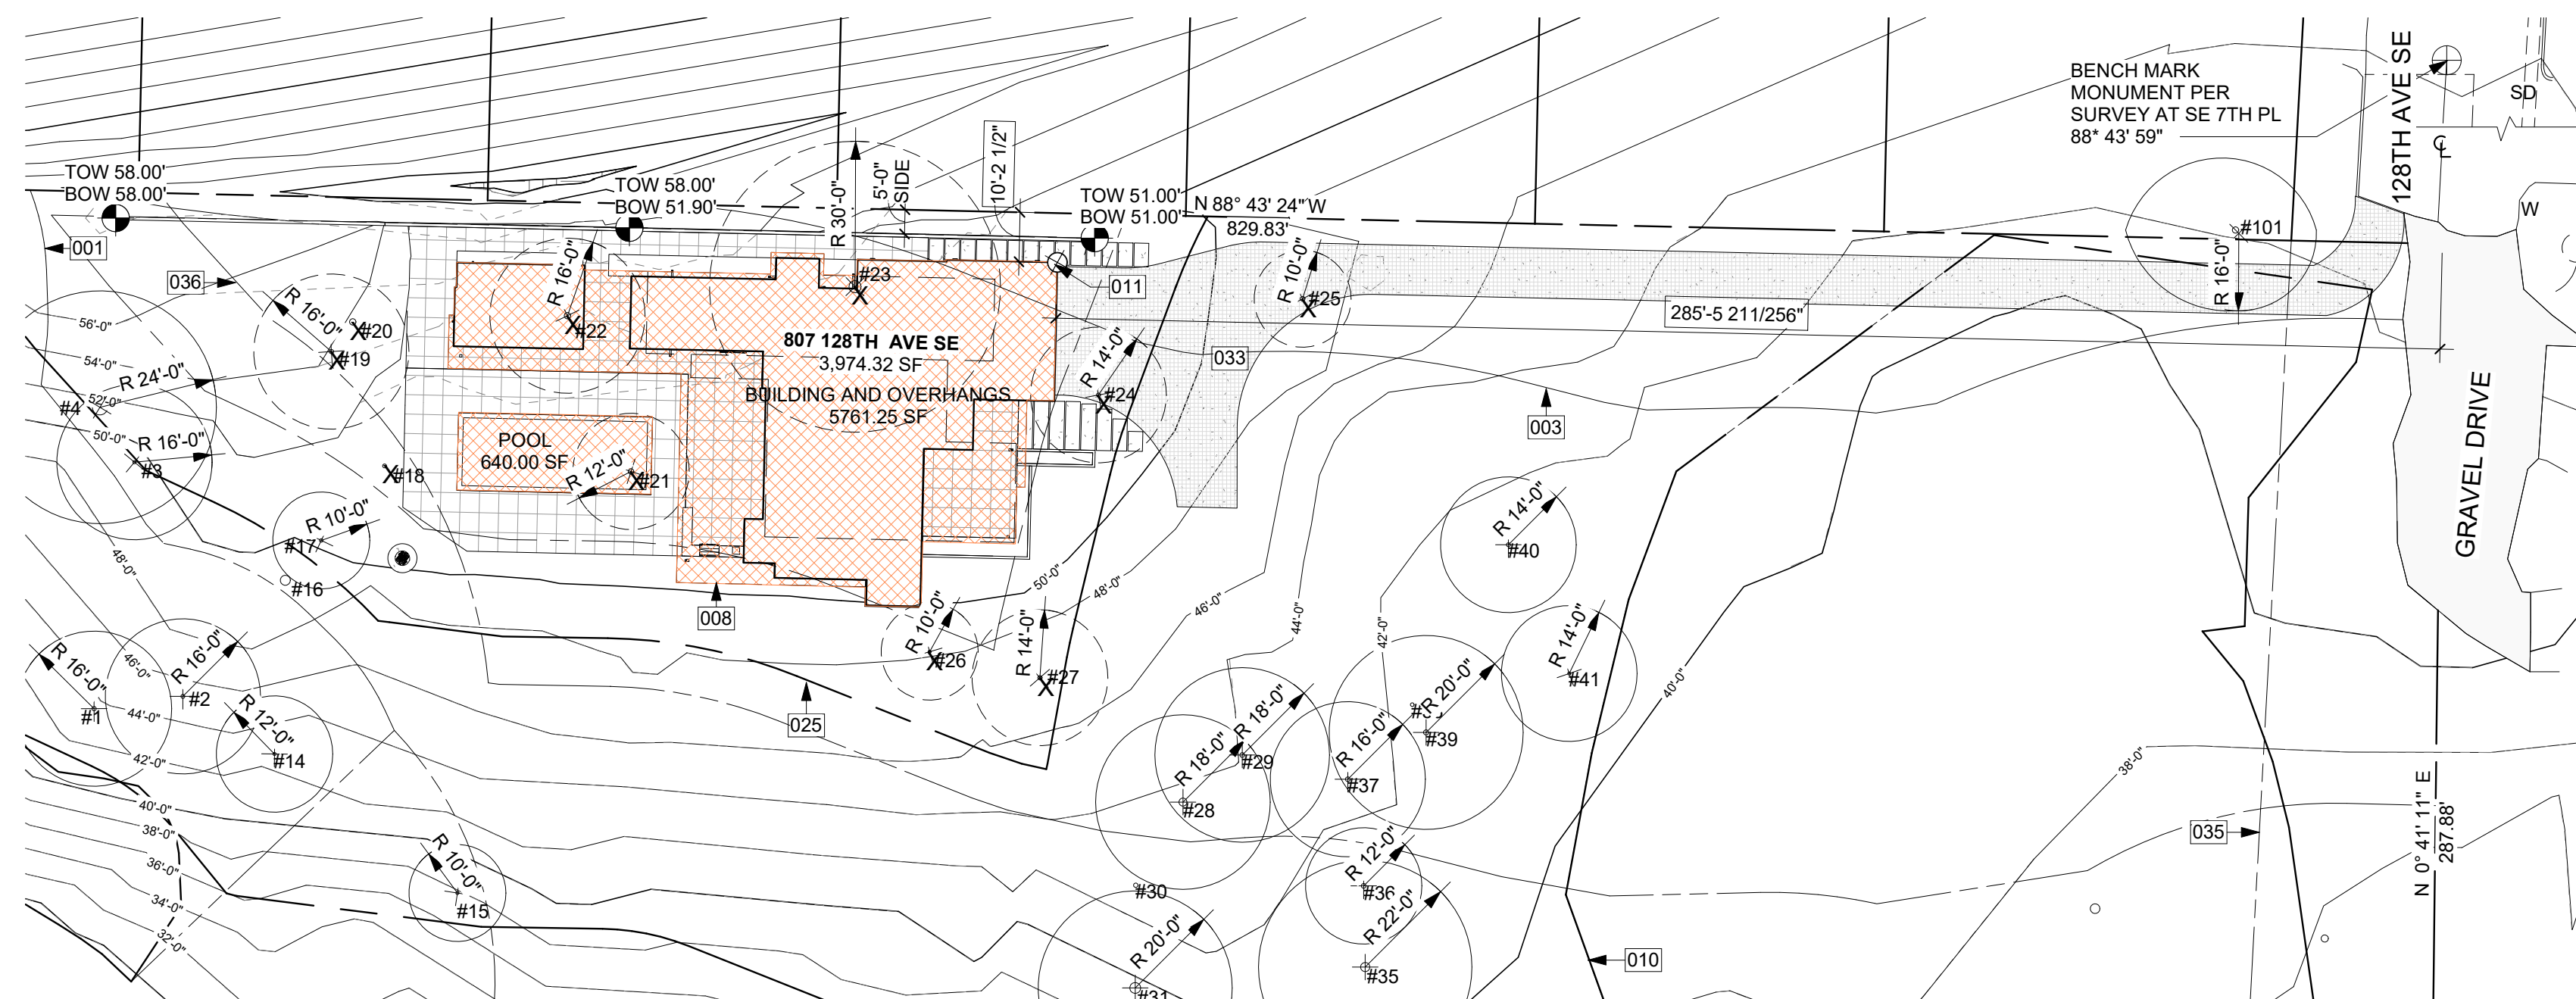 BENCH MARK
MONUMENT PER
SURVEY AT SE 7TH PL
88* 43' 59"
128TH AVE SE
SD
W
TOW 58.00'
BOW 58.00'
TOW 58.00'
BOW 51.90'
R 30'-0"
5'-0"
SIDE
10'-2 1/2"
TOW 51.00'
BOW 51.00'
N 88° 43' 24" W
829.83'
#101
R 16'-0"
001
036
R 16'-0"
#20
#19
R 16'-0"
#22
#23
011
R 10'-0"
#25
285'-5 211/256"
033
003
807 128TH AVE SE
3,974.32 SF
BUILDING AND OVERHANGS
5761.25 SF
R 14'-0"
#24
56'-0"
54'-0"
52'-0"
50'-0"
R 24'-0"
#4
R 16'-0"
#3
#18
POOL
640.00 SF
R 12'-0"
#21
R 10'-0"
#17
#16
48'-0"
46'-0"
44'-0"
42'-0"
40'-0"
38'-0"
36'-0"
34'-0"
32'-0"
R 16'-0"
#1
R 16'-0"
#2
R 12'-0"
#14
R 10'-0"
#15
008
025
R 10'-0"
#26
R 14'-0"
#27
50'-0"
48'-0"
46'-0"
44'-0"
42'-0"
40'-0"
38'-0"
R 14'-0"
#40
R 14'-0"
#41
R 20'-0"
#39
R 18'-0"
#29
R 18'-0"
#28
R 16'-0"
#37
R 12'-0"
#36
R 22'-0"
#35
#30
R 20'-0"
#31
010
035
GRAVEL DRIVE
N 0° 41' 11" E
287.88'